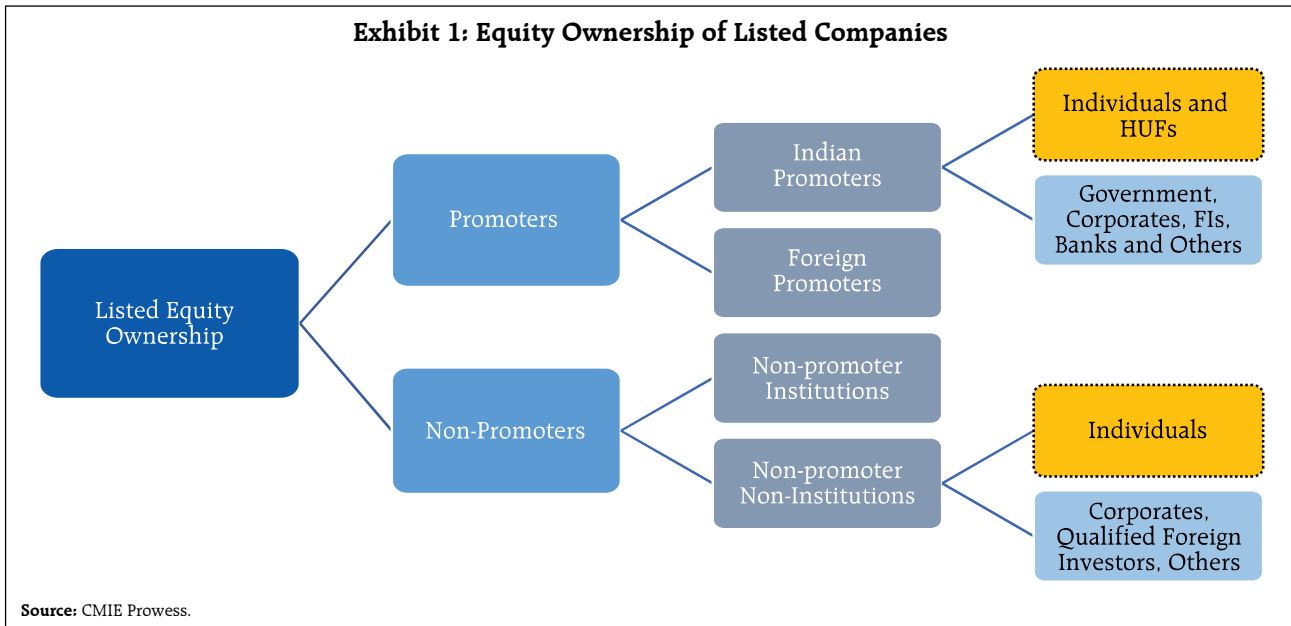 Exhibit 1: Equity Ownership of Listed Companies
Listed Equity
Ownership
Promoters
Non-Promoters
Indian
Promoters
Foreign
Promoters
Non-promoter
Institutions
Non-promoter
Non-Institutions
Individuals and
HUFs
Government,
Corporates, FIs,
Banks and Others
Individuals
Corporates,
Qualified Foreign
Investors, Others
Source: CMIE Prowess.